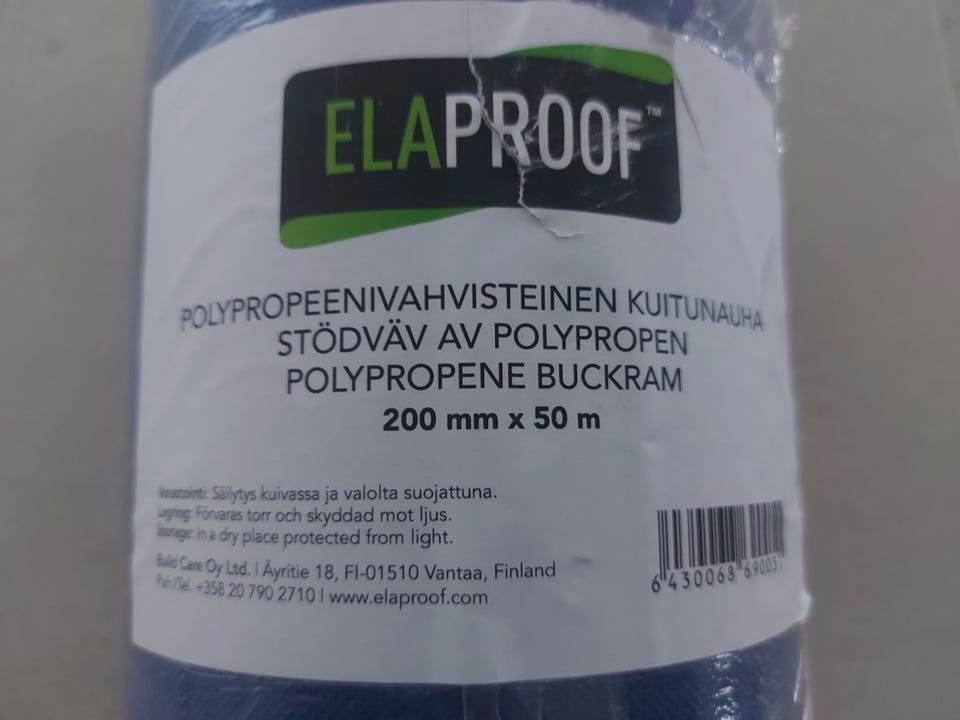 ELAPROOF™
POLYPROPEENIVAHVISTEINEN KUITUNAUHA
STÖDVÄV AV POLYPROPEN
POLYPROPENE BUCKRAM
200 mm x 50 m
Varastointi: Säilytys kuivassa ja valolta suojattuna.
Lagring: Förvaras torr och skyddad mot ljus.
Storage: In a dry place protected from light.
Build Care Oy Ltd. | Äyritie 18, FI-01510 Vantaa, Finland
Puh./Tel. +358 20 790 2710 | www.elaproof.com
6 430068